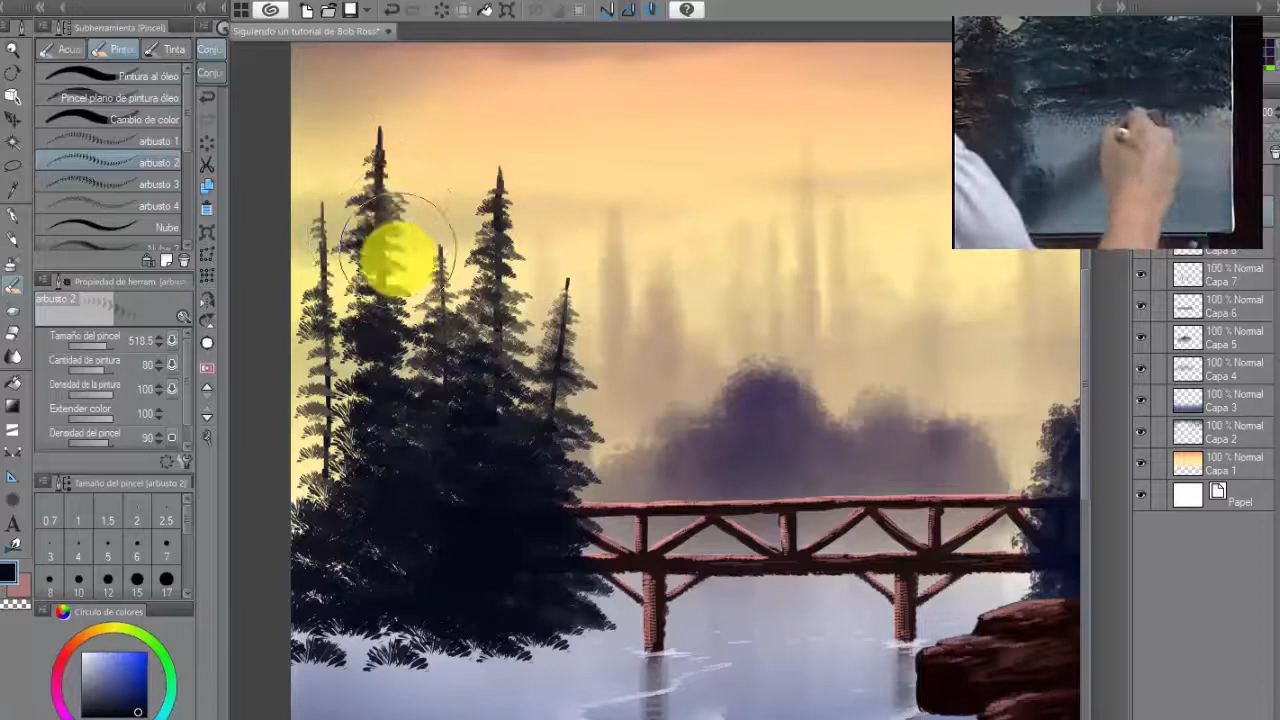 Subherramienta [Pincel]
Siguiendo un tutorial de Bob Ross*
Acua
Pintu
Tinta
Conju
Pintura al óleo
Conju
Pincel plano de pintura óleo
Cambio de color
arbusto 1
arbusto 2
arbusto 3
arbusto 4
Nube
Propiedad de herram. [arbus
arbusto 2
Tamaño del pincel 518.5
Cantidad de pintura 80
Densidad de la pintura 100
Extender color 100
Densidad del pincel 90
Tamaño del pincel [arbusto 2]
0.7 1 1.5 2 2.5
3 4 5 6 7
8 10 12 15 17
Círculo de colores
100 % Normal
Capa 7
100 % Normal
Capa 6
100 % Normal
Capa 5
100 % Normal
Capa 4
100 % Normal
Capa 3
100 % Normal
Capa 2
100 % Normal
Capa 1
Papel